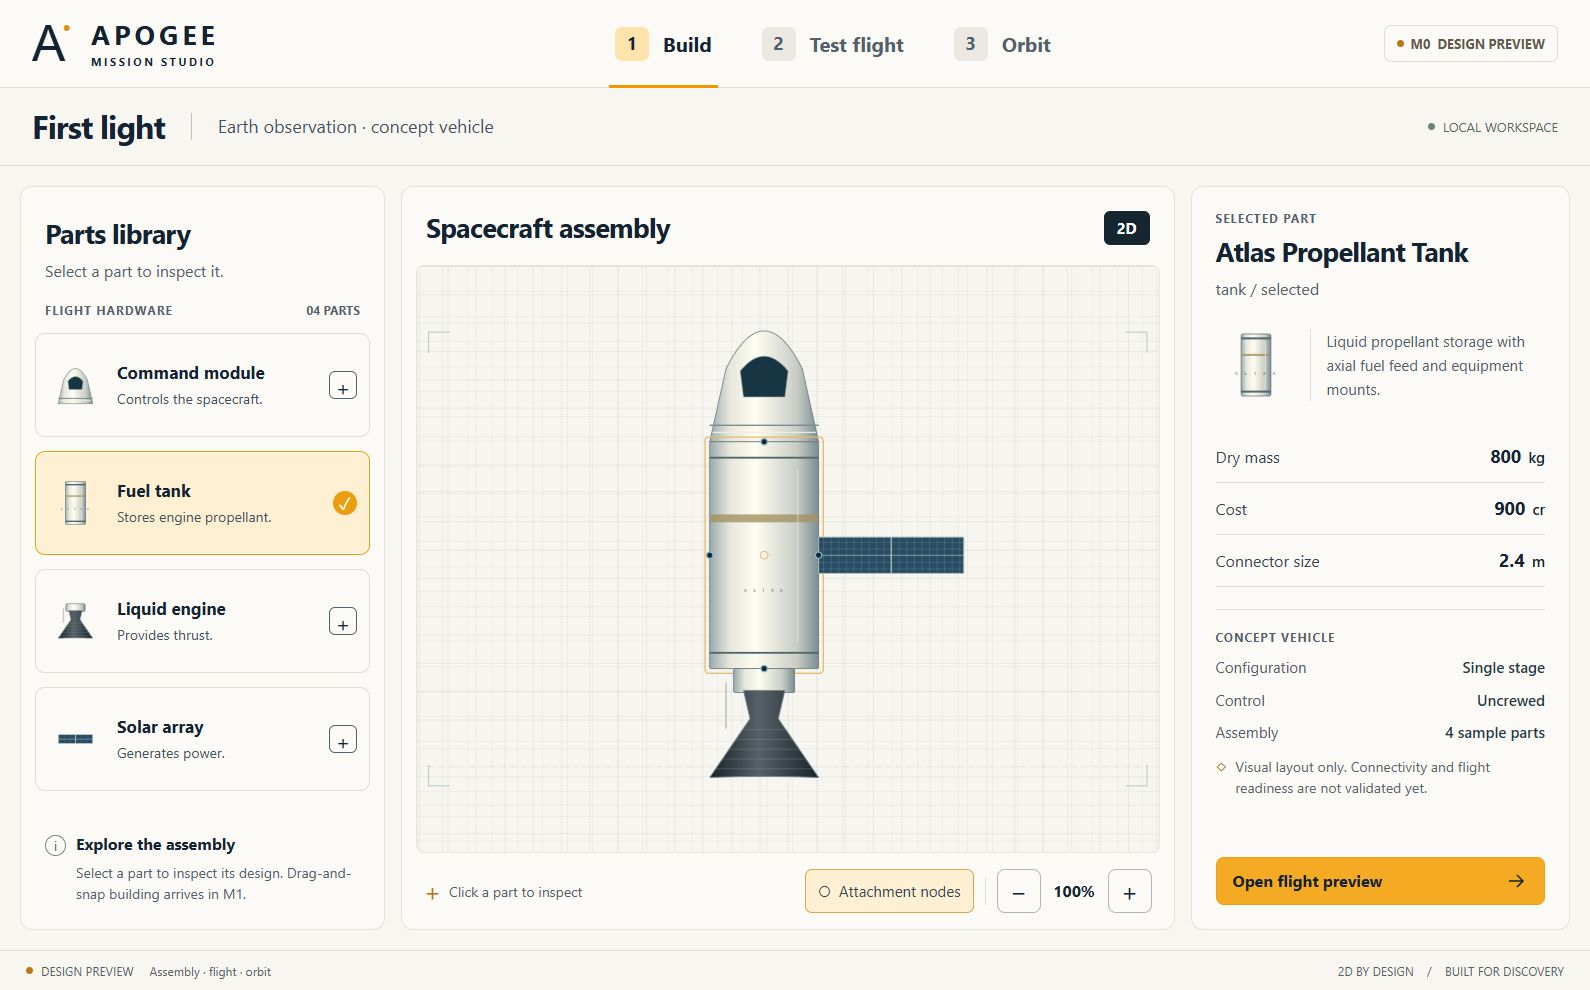 A
APOGEE
MISSION STUDIO
1 Build
2 Test flight
3 Orbit
M0 DESIGN PREVIEW
First light
Earth observation · concept vehicle
LOCAL WORKSPACE
Parts library
Select a part to inspect it.
FLIGHT HARDWARE
04 PARTS
Command module
Controls the spacecraft.
+
Fuel tank
Stores engine propellant.
✓
Liquid engine
Provides thrust.
+
Solar array
Generates power.
+
i
Explore the assembly
Select a part to inspect its design. Drag-and-
snap building arrives in M1.
Spacecraft assembly
2D
ASTRA
+ Click a part to inspect
Attachment nodes
− 100% +
SELECTED PART
Atlas Propellant Tank
tank / selected
ASTRA
Liquid propellant storage with
axial fuel feed and equipment
mounts.
Dry mass 800 kg
Cost 900 cr
Connector size 2.4 m
CONCEPT VEHICLE
Configuration Single stage
Control Uncrewed
Assembly 4 sample parts
◇ Visual layout only. Connectivity and flight
readiness are not validated yet.
Open flight preview →
DESIGN PREVIEW Assembly · flight · orbit
2D BY DESIGN / BUILT FOR DISCOVERY